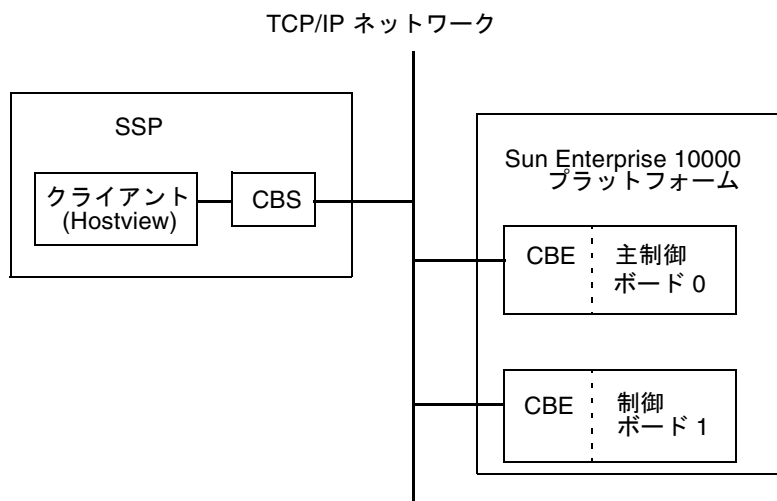 TCP/IP ネットワーク
SSP
クライアント
(Hostview)
CBS
Sun Enterprise 10000
プラットフォーム
CBE
主制御
ボード 0
CBE
制御
ボード 1